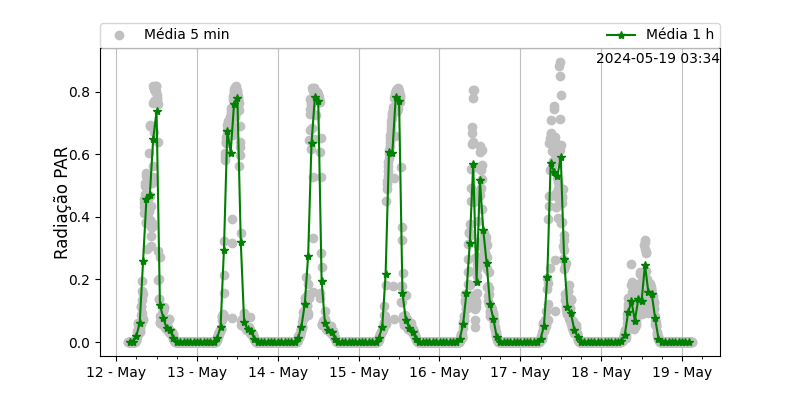 Média 5 min
Média 1 h
2024-05-19 03:34
Radiação PAR
0.8
0.6
0.4
0.2
0.0
12 - May
13 - May
14 - May
15 - May
16 - May
17 - May
18 - May
19 - May